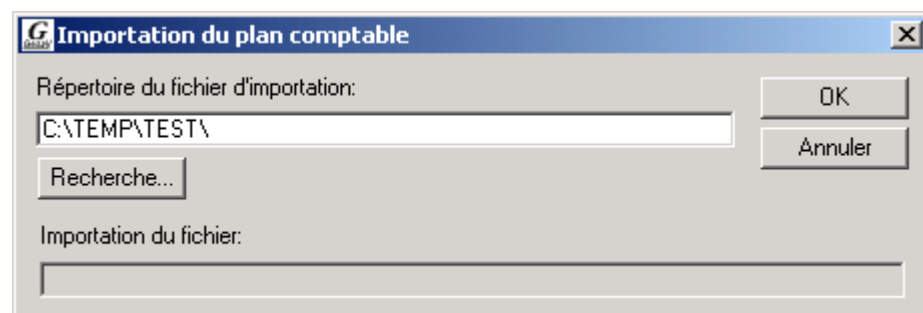 Importation du plan comptable
Répertoire du fichier d'importation:
C:\TEMP\TEST\
OK
Annuler
Recherche...
Importation du fichier: